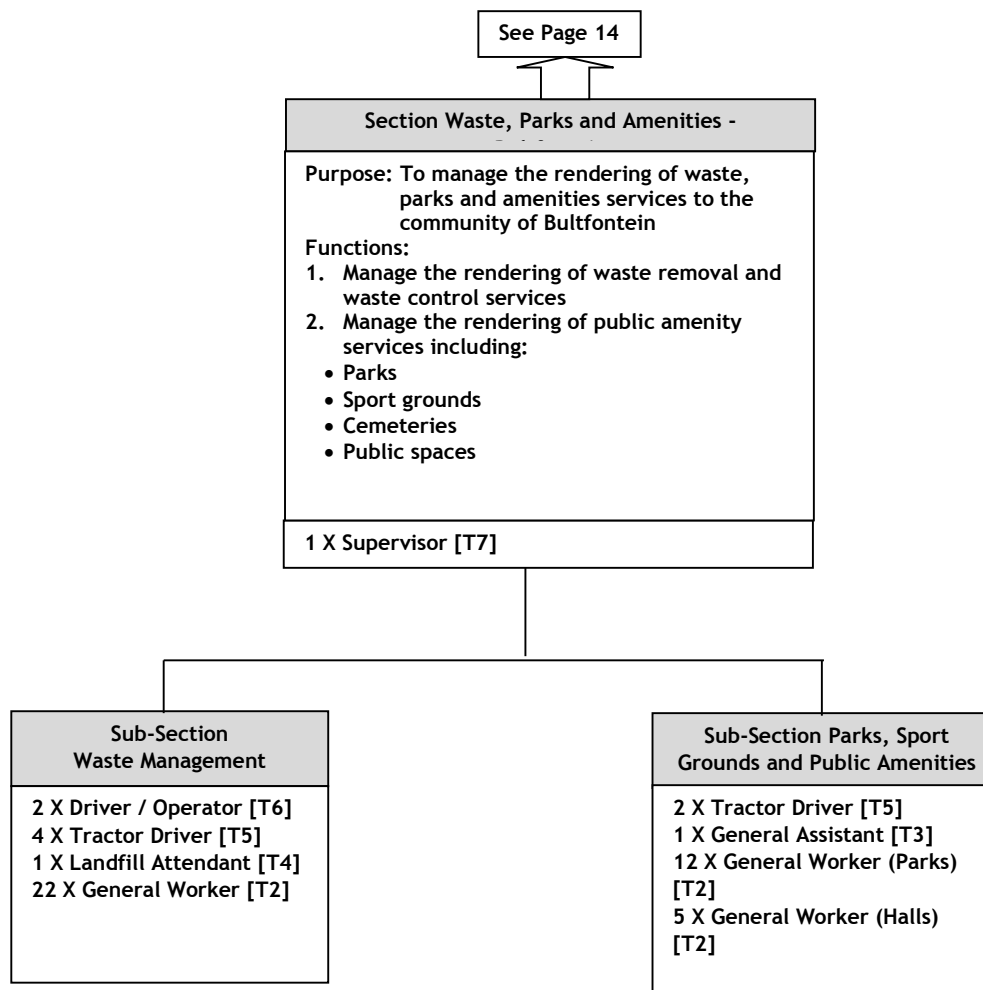 See Page 14
Section Waste, Parks and Amenities -
Purpose: To manage the rendering of waste,
parks and amenities services to the
community of Bultfontein
Functions:
1. Manage the rendering of waste removal and
waste control services
2. Manage the rendering of public amenity
services including:
• Parks
• Sport grounds
• Cemeteries
• Public spaces
1 X Supervisor [T7]
Sub-Section
Waste Management
2 X Driver / Operator [T6]
4 X Tractor Driver [T5]
1 X Landfill Attendant [T4]
22 X General Worker [T2]
Sub-Section Parks, Sport
Grounds and Public Amenities
2 X Tractor Driver [T5]
1 X General Assistant [T3]
12 X General Worker (Parks)
[T2]
5 X General Worker (Halls)
[T2]